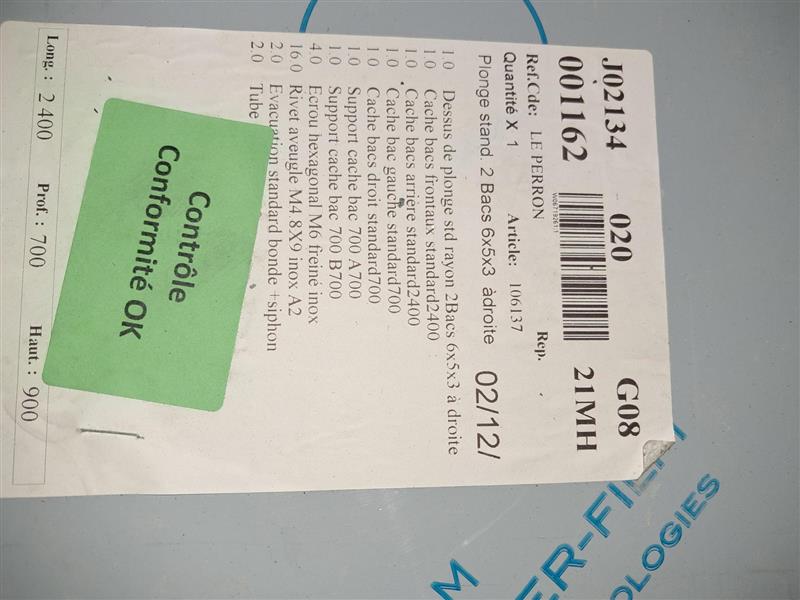 J02134 020 G08
001162 21MH
W06719261/1
Ref.Cde: LE PERRON Rep.
Quantité X 1 Article: 106137
Plonge stand 2 Bacs 6x5x3 àdroite 02/12/
1.0 Dessus de plonge std rayon 2Bacs 6x5x3 à droite
1.0 Cache bacs frontaux standard2400
1.0 Cache bacs arriere standard2400
1.0 Cache bac gauche standard700
1.0 Cache bacs droit standard700
1.0 Support cache bac 700 A700
1.0 Support cache bac 700 B700
4.0 Ecrou hexagonal M6 freiné inox
16.0 Rivet aveugle M4 8X9 inox A2
2.0 Evacuation standard bonde +siphon
2.0 Tube
Contrôle
Conformité OK
Long. : 2400 Prof. : 700 Haut. : 900